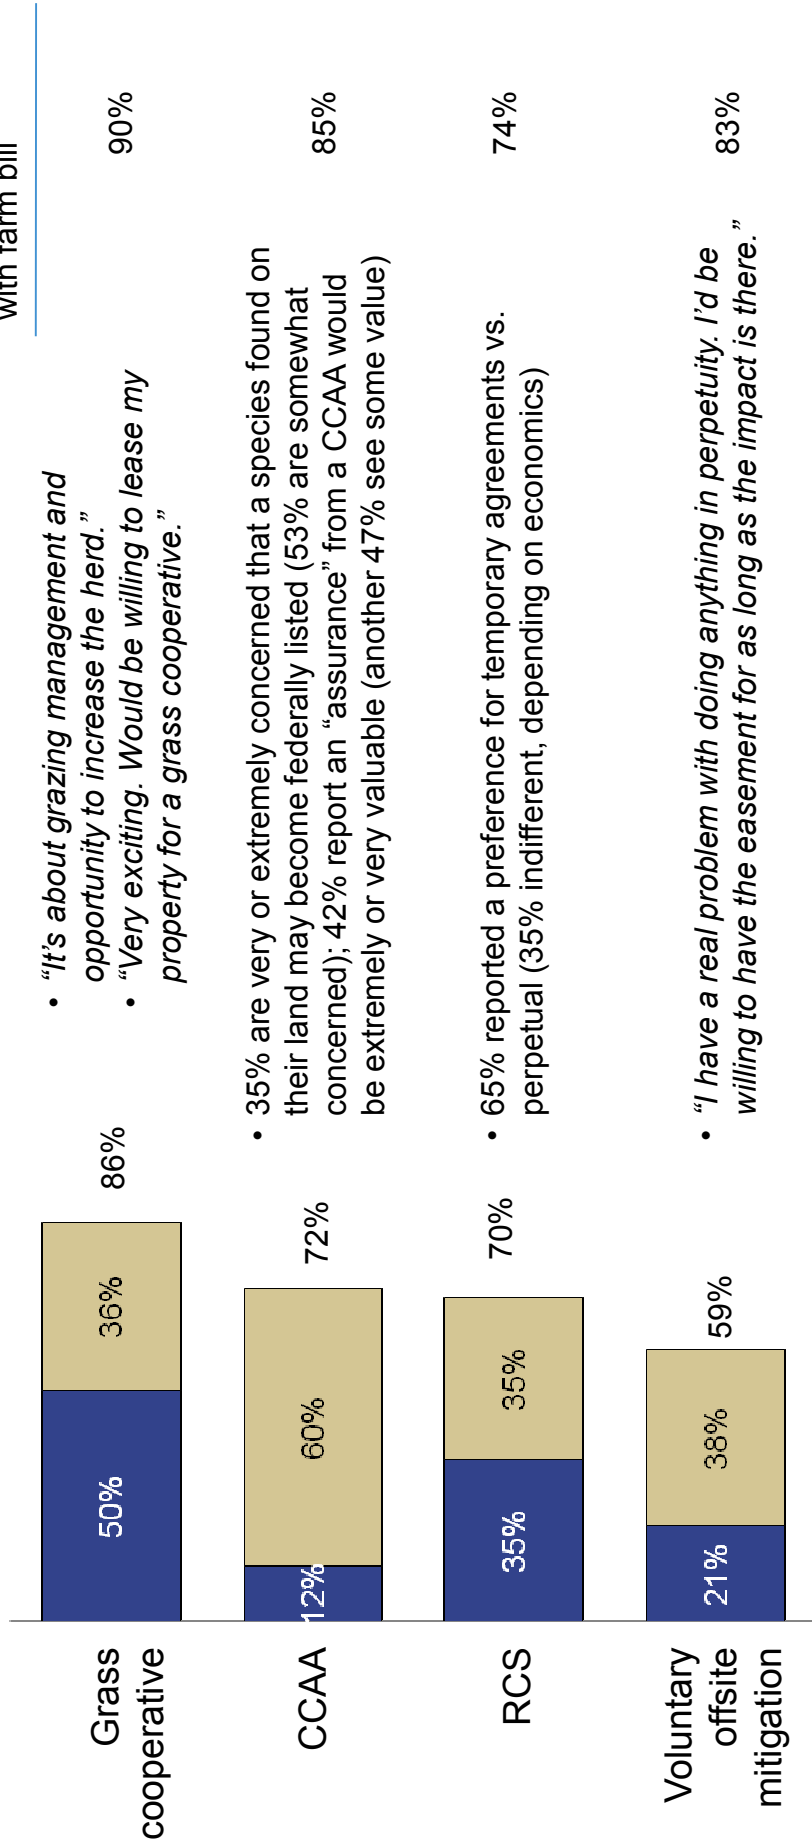 with farm bill
Grass
cooperative
50%
36%
86%
• “It’s about grazing management and
opportunity to increase the herd.”
• “Very exciting. Would be willing to lease my
property for a grass cooperative.”
90%
CCAA
12%
60%
72%
• 35% are very or extremely concerned that a species found on
their land may become federally listed (53% are somewhat
concerned); 42% report an “assurance” from a CCAA would
be extremely or very valuable (another 47% see some value)
85%
RCS
35%
35%
70%
• 65% reported a preference for temporary agreements vs.
perpetual (35% indifferent, depending on economics)
74%
Voluntary
offsite
mitigation
21%
38%
59%
• “I have a real problem with doing anything in perpetuity. I’d be
willing to have the easement for as long as the impact is there.”
83%